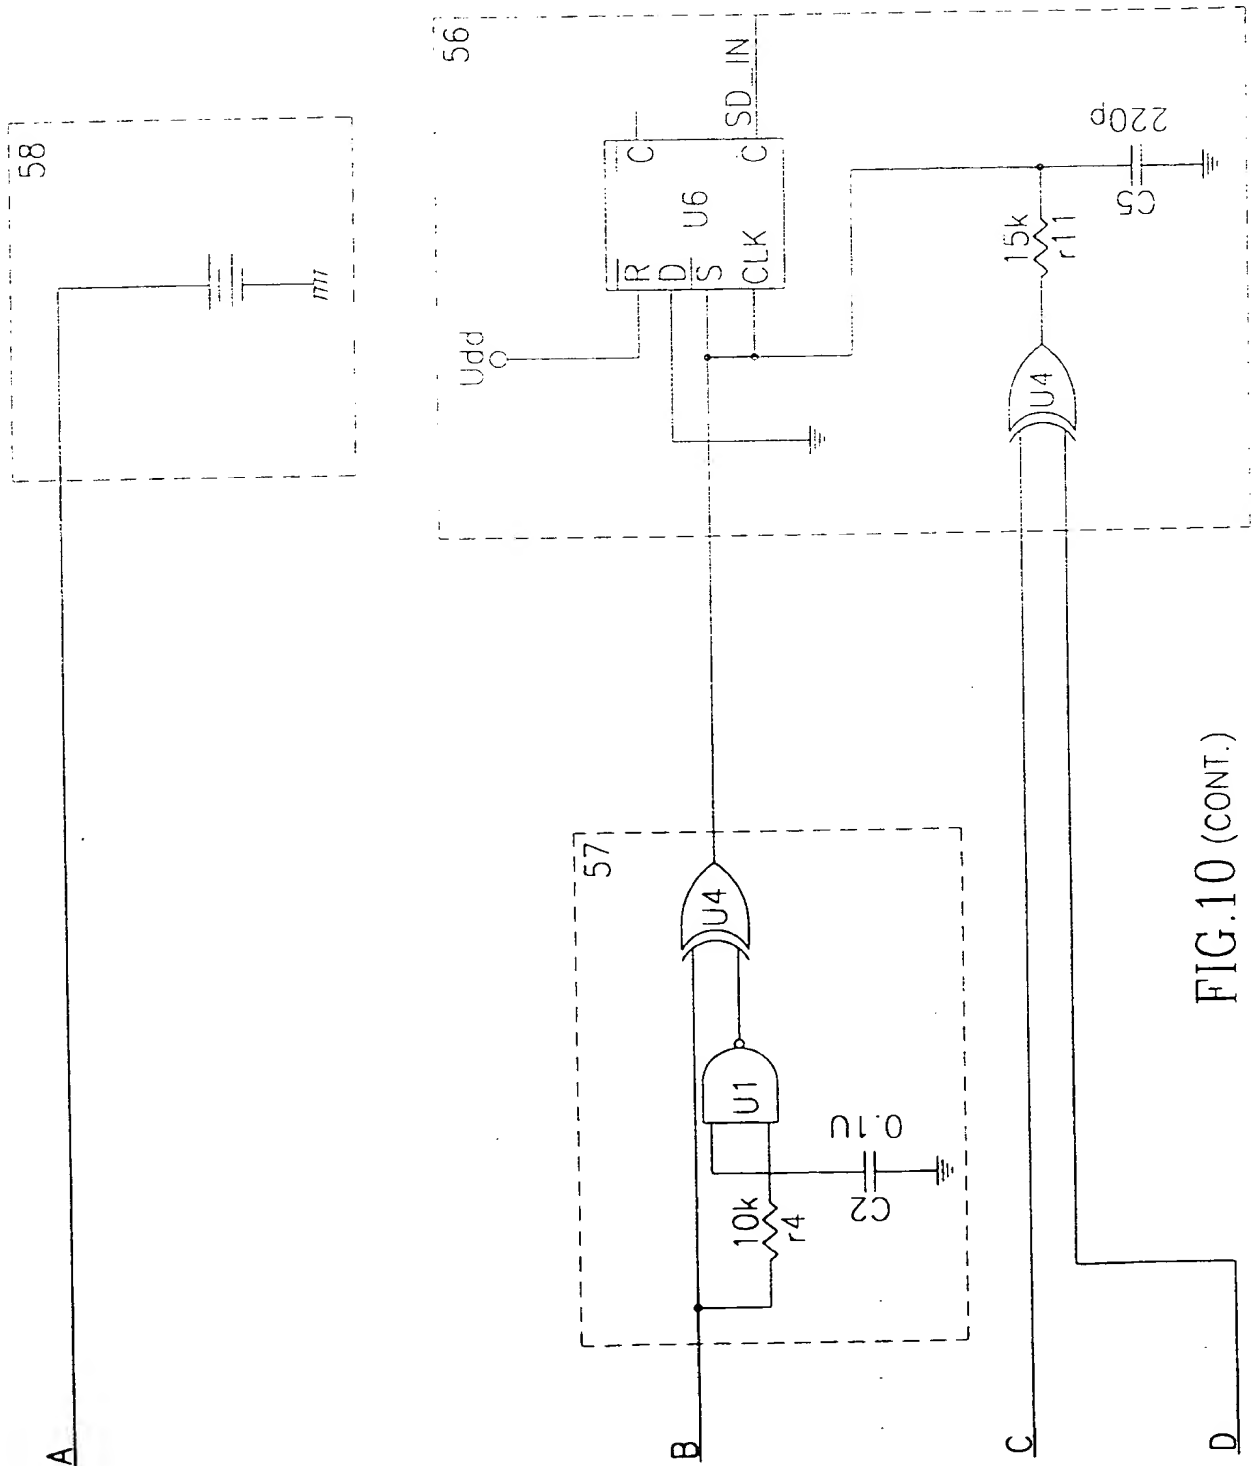 A
58
56
Udd
R
D
S
CLK
U6
C
C
SD_IN
15k
r11
C5
220p
U4
57
U4
U1
10k
r4
C2
0.1U
B
C
D
FIG.10 (CONT.)